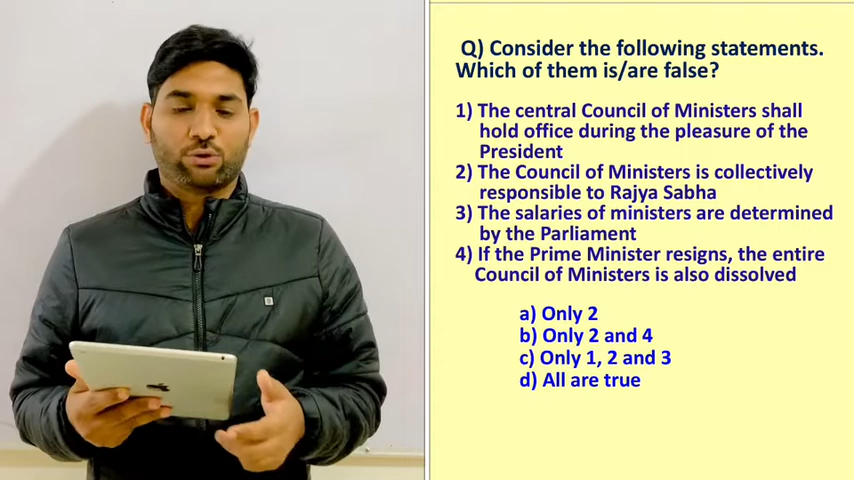 Q) Consider the following statements.
Which of them is/are false?
1) The central Council of Ministers shall
hold office during the pleasure of the
President
2) The Council of Ministers is collectively
responsible to Rajya Sabha
3) The salaries of ministers are determined
by the Parliament
4) If the Prime Minister resigns, the entire
Council of Ministers is also dissolved
a) Only 2
b) Only 2 and 4
c) Only 1, 2 and 3
d) All are true